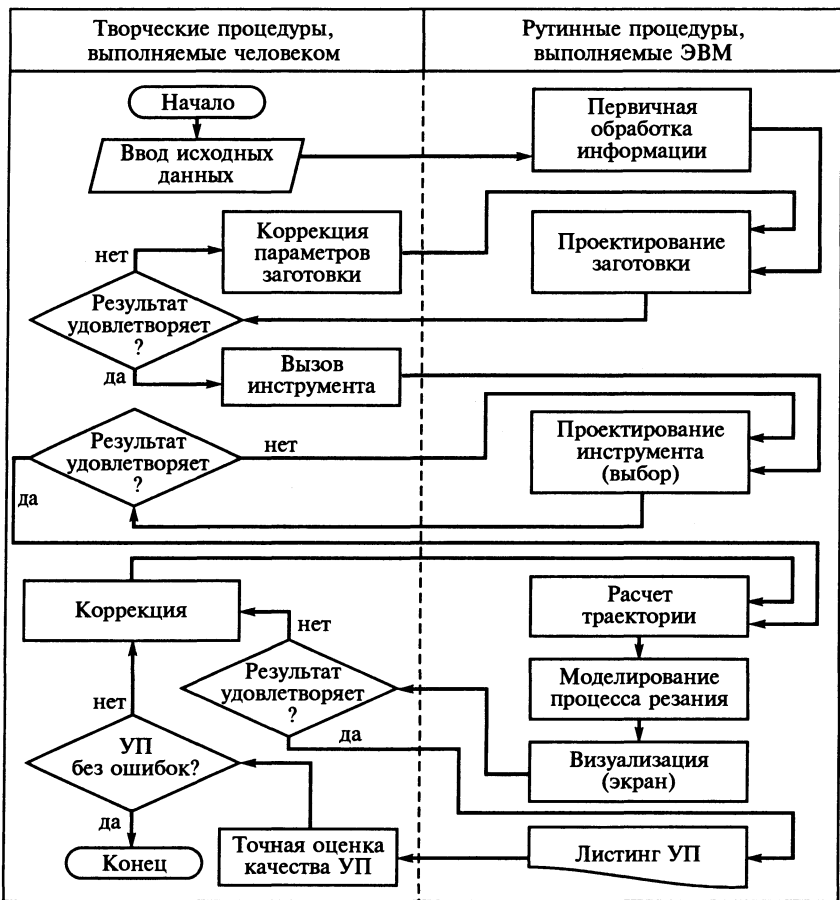 Творческие процедуры,
выполняемые человеком
Рутинные процедуры,
выполняемые ЭВМ
Начало
Ввод исходных
данных
Первичная
обработка
информации
нет
Коррекция
параметров
заготовки
Проектирование
заготовки
Результат
удовлетворяет
?
да
Вызов
инструмента
Результат
удовлетворяет
?
нет
да
Проектирование
инструмента
(выбор)
Коррекция
Расчет
траектории
нет
Результат
удовлетворяет
?
да
Моделирование
процесса резания
нет
УП
без ошибок?
да
Визуализация
(экран)
Конец
Точная оценка
качества УП
Листинг УП